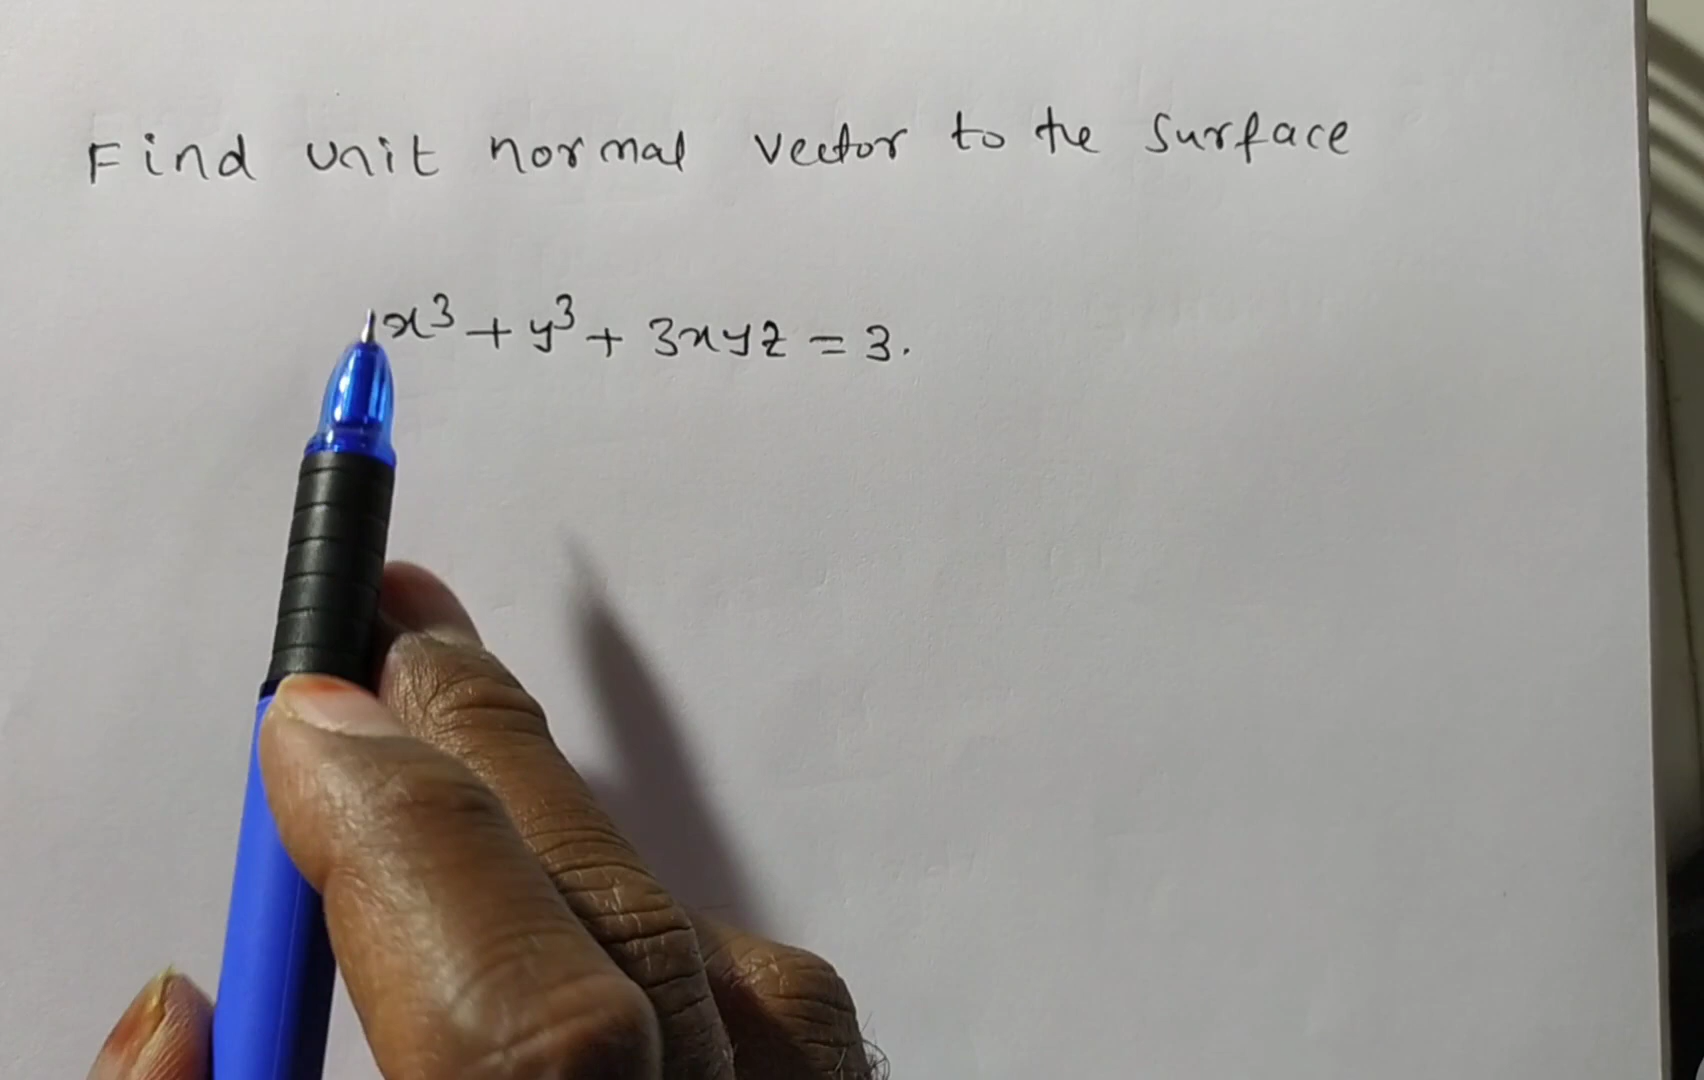 Find unit normal vector to the surface
x³ + y³ + 3xyz = 3.